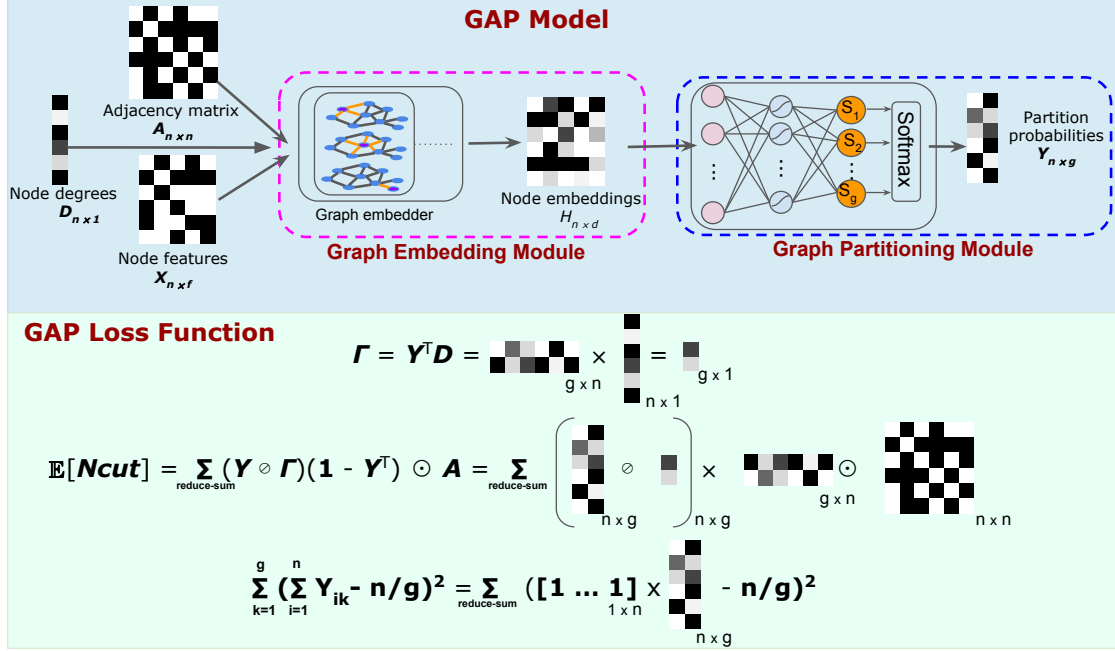 GAP Model
Adjacency matrix
A n x n
Node degrees
D n x 1
Node features
X n x f
Graph embedder
Graph Embedding Module
Node embeddings
H n x d
S1
S2
Sg
Softmax
Graph Partitioning Module
Partition
probabilities
Y n x g
GAP Loss Function
Γ = YᵀD = g x n × n x 1 = g x 1
𝔼[Ncut] = Σ reduce-sum (Y ⊘ Γ)(1 - Yᵀ) ⊙ A = Σ reduce-sum ( n x g ⊘ ) n x g × g x n ⊙ n x n
g Σ k=1 ( n Σ i=1 Yik - n/g)² = Σ reduce-sum ([1 ... 1] 1 x n x n x g - n/g)²